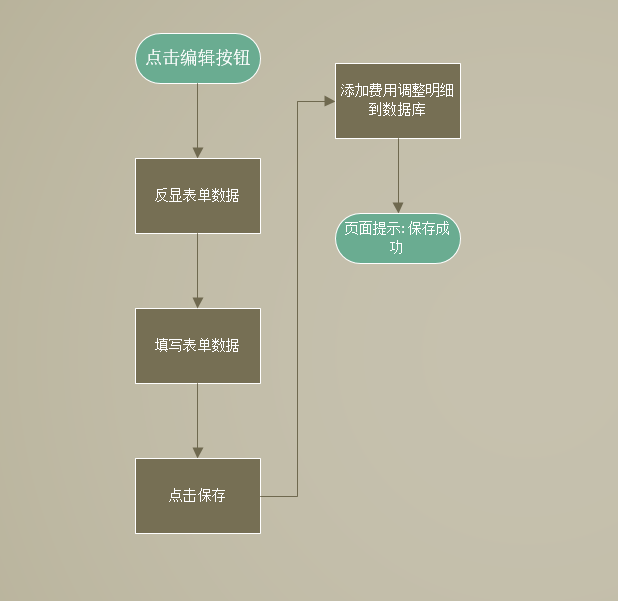 点击编辑按钮
反显表单数据
填写表单数据
点击保存
添加费用调整明细
到数据库
页面提示: 保存成
功